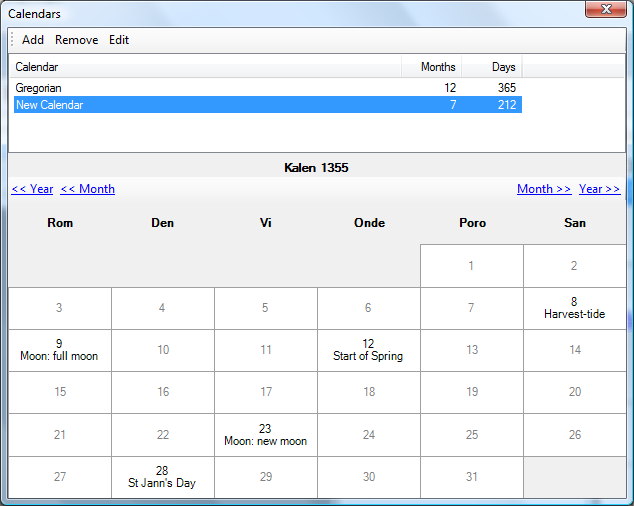 Calendars
Add Remove Edit
Calendar Months Days
Gregorian 12 365
New Calendar 7 212
Kalen 1355
<< Year << Month Month >> Year >>
Rom Den Vi Onde Poro San
1 2
3 4 5 6 7 8
Harvest-tide
9 10 11 12 13 14
Moon: full moon Start of Spring
15 16 17 18 19 20
21 22 23 24 25 26
Moon: new moon
27 28 29 30 31
St Jann's Day